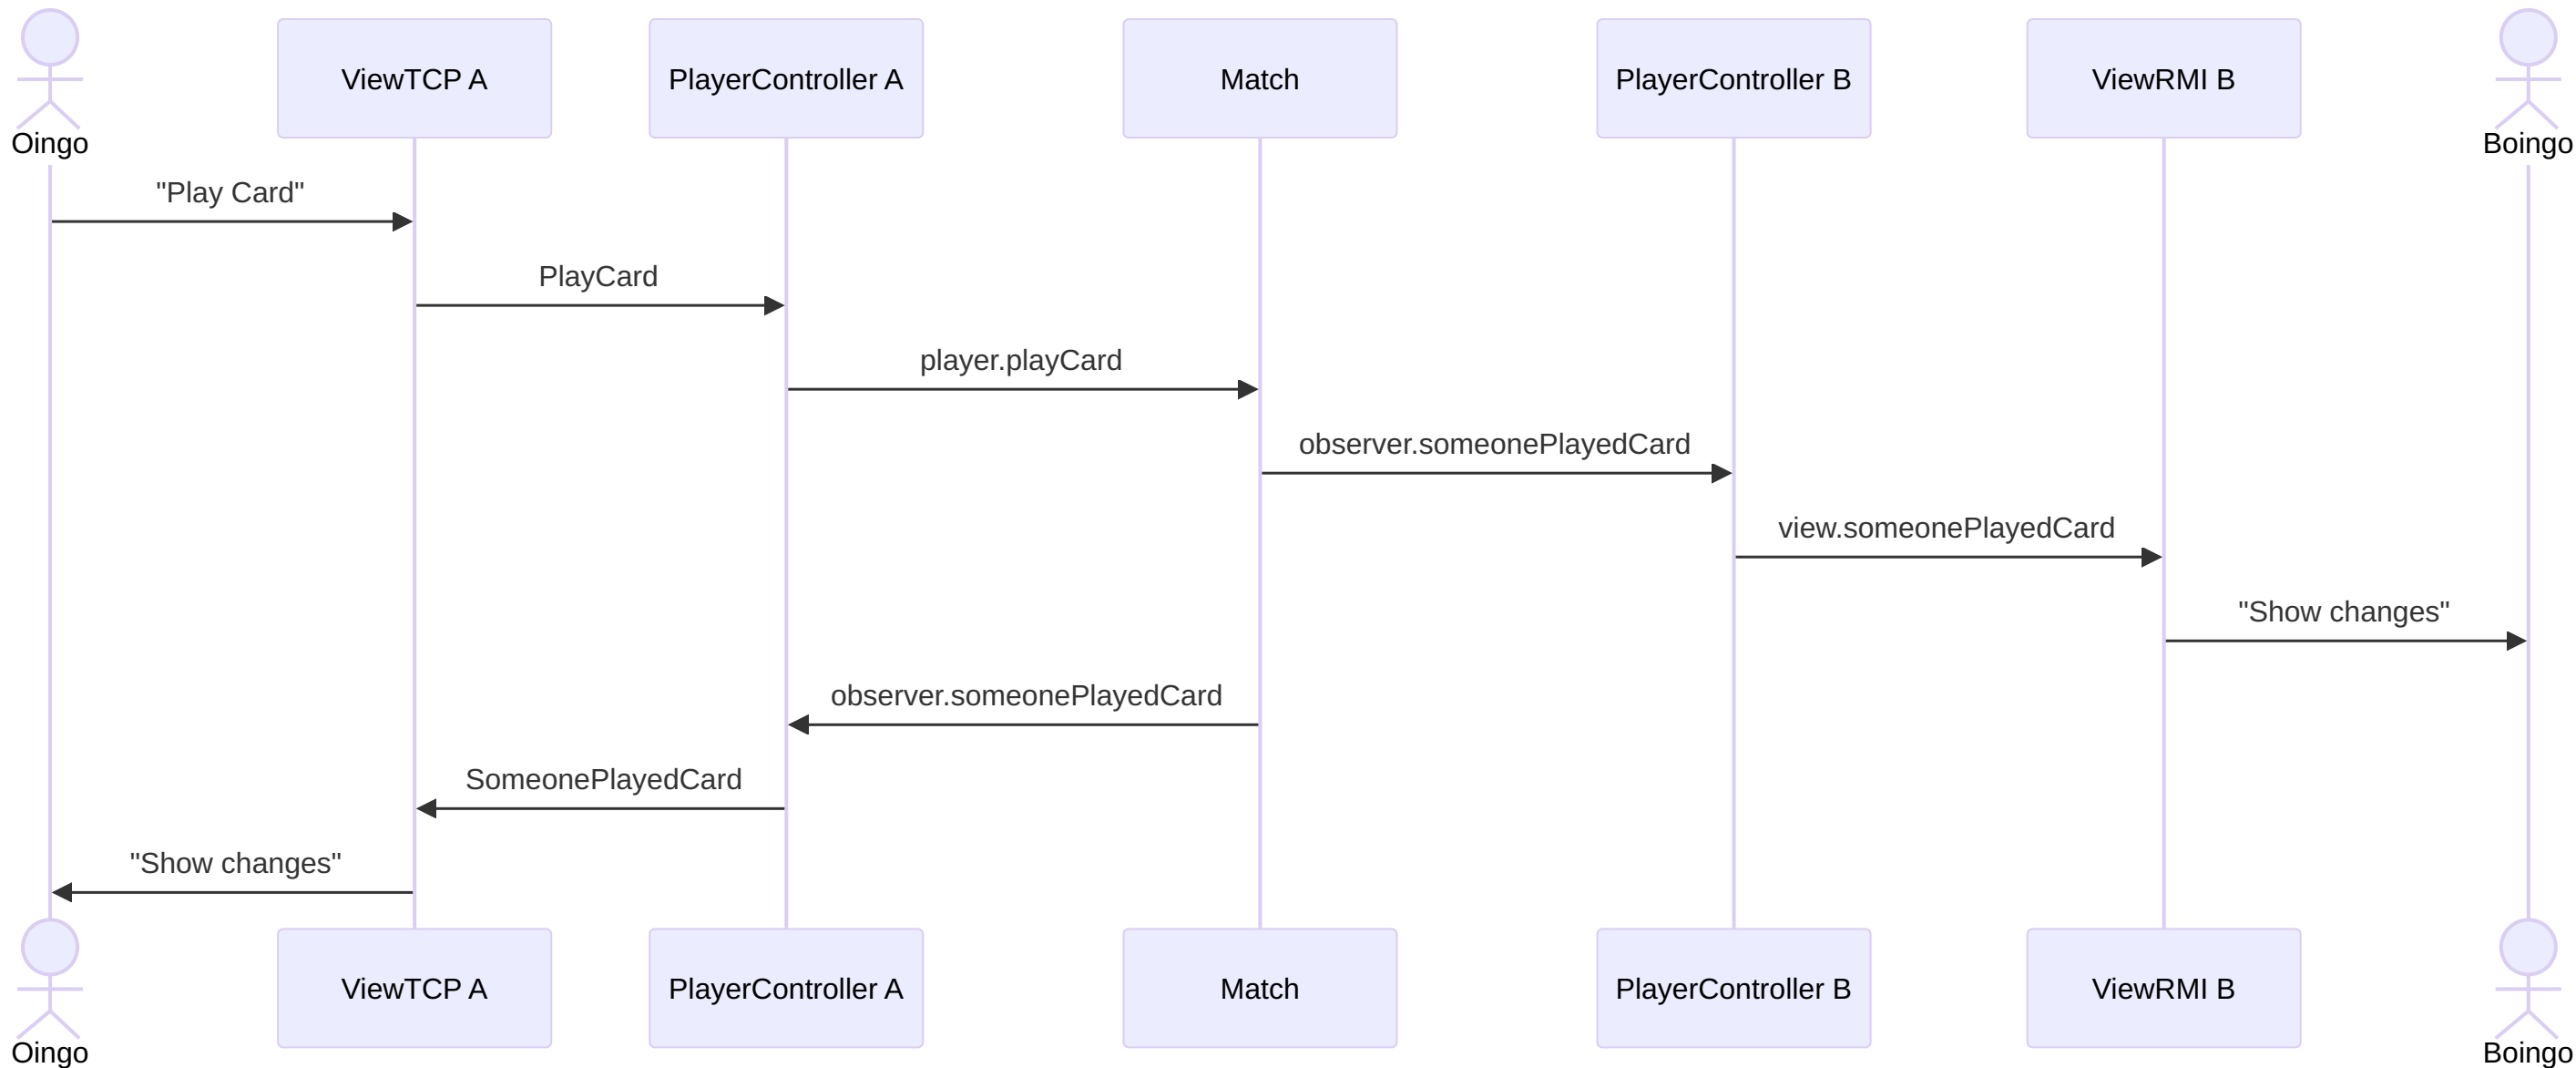 Oingo
ViewTCP A
PlayerController A
Match
PlayerController B
ViewRMI B
Boingo
"Play Card"
PlayCard
player.playCard
observer.someonePlayedCard
view.someonePlayedCard
"Show changes"
observer.someonePlayedCard
SomeonePlayedCard
"Show changes"
Oingo
ViewTCP A
PlayerController A
Match
PlayerController B
ViewRMI B
Boingo